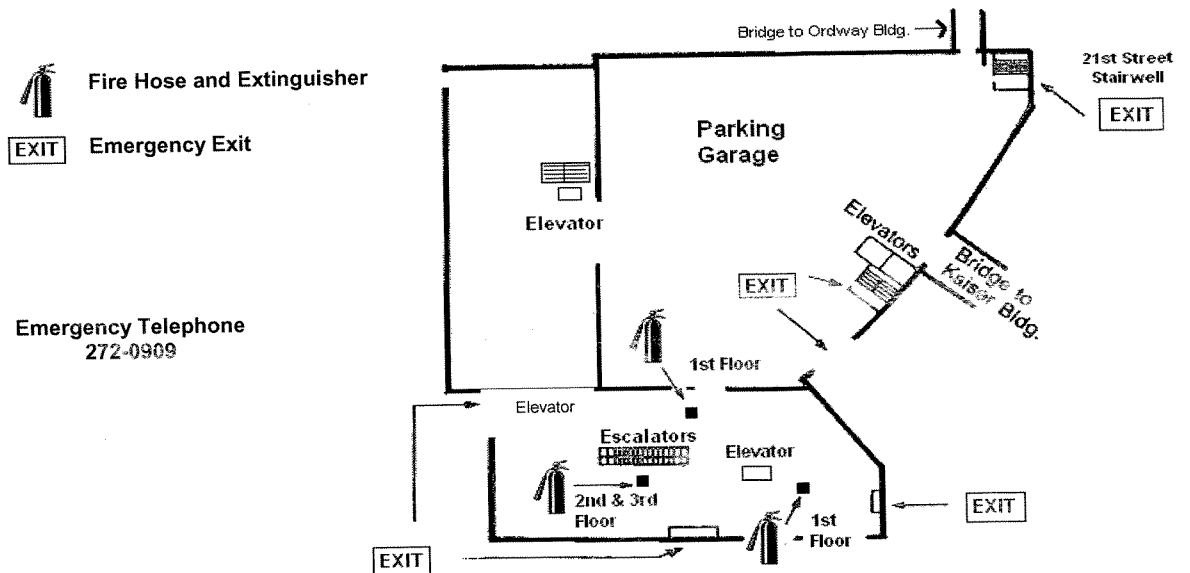 Bridge to Ordway Bldg.
Fire Hose and Extinguisher
21st Street
Stairwell
EXIT
EXIT
Emergency Exit
Parking
Garage
Elevator
Elevators
Bridge to
Kaiser Bldg.
EXIT
Emergency Telephone
272-0909
1st Floor
Elevator
Escalators
Elevator
2nd & 3rd
Floor
1st
Floor
EXIT
EXIT